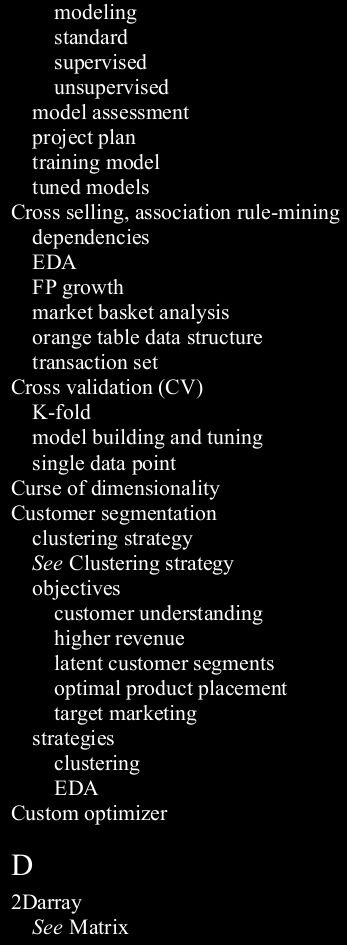 modeling
standard
supervised
unsupervised
model assessment
project plan
training model
tuned models
Cross selling, association rule-mining
dependencies
EDA
FP growth
market basket analysis
orange table data structure
transaction set
Cross validation (CV)
K-fold
model building and tuning
single data point
Curse of dimensionality
Customer segmentation
clustering strategy
See Clustering strategy
objectives
customer understanding
higher revenue
latent customer segments
optimal product placement
target marketing
strategies
clustering
EDA
Custom optimizer
D
2Darray
See Matrix